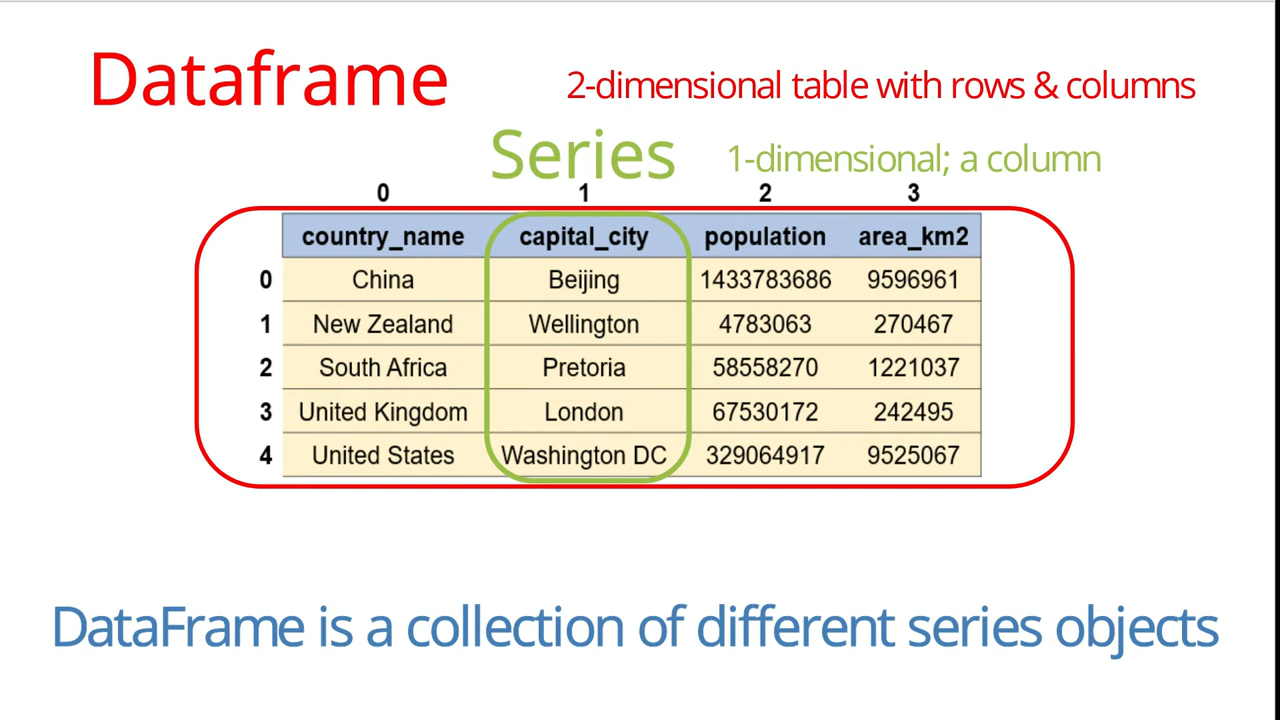 Dataframe 2-dimensional table with rows & columns
Series 1-dimensional; a column
0 1 2 3
country_name capital_city population area_km2
0 China Beijing 1433783686 9596961
1 New Zealand Wellington 4783063 270467
2 South Africa Pretoria 58558270 1221037
3 United Kingdom London 67530172 242495
4 United States Washington DC 329064917 9525067
DataFrame is a collection of different series objects